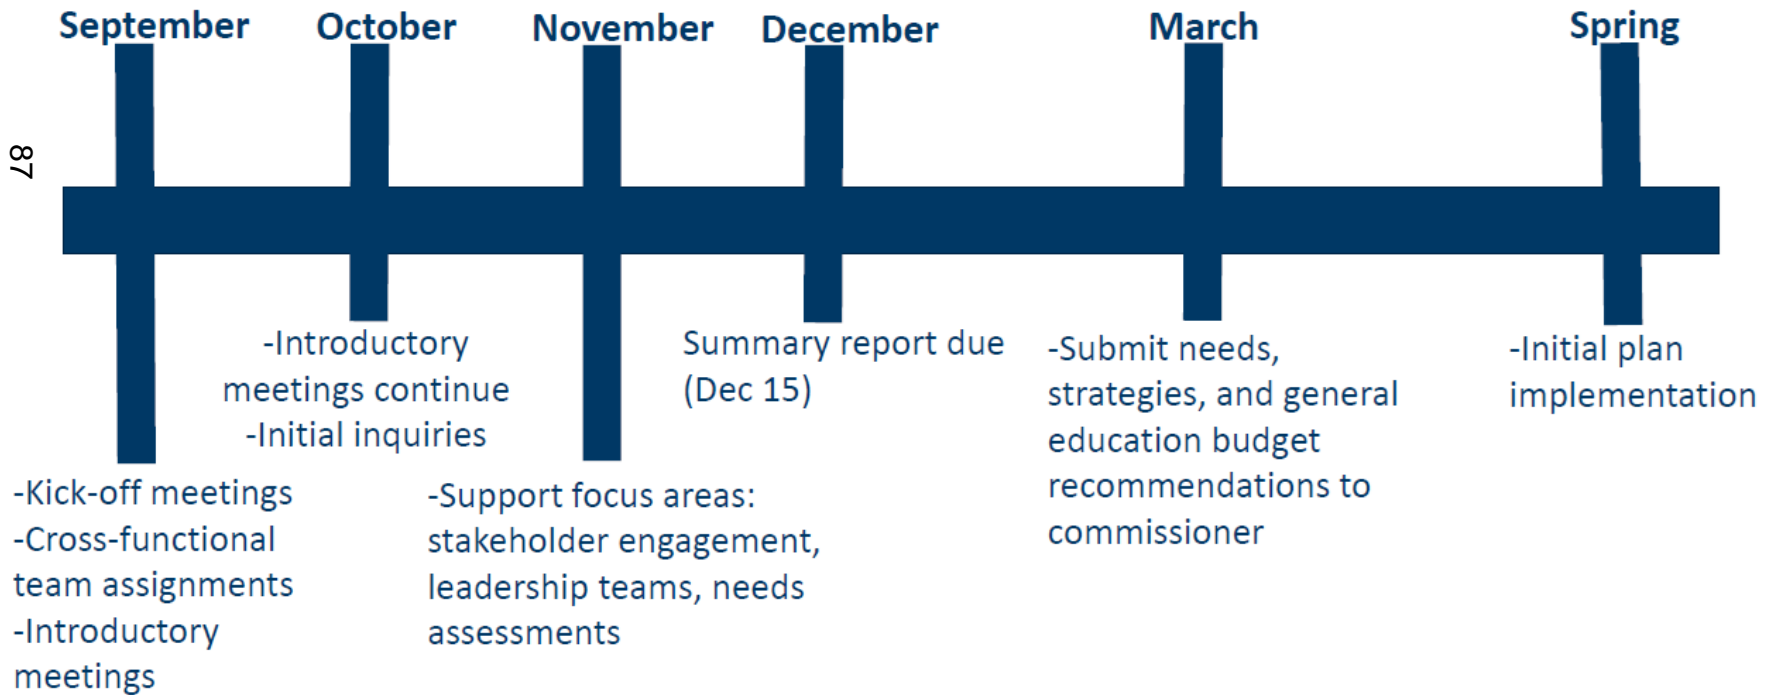 September
October
November
December
March
Spring
87
-Kick-off meetings
-Cross-functional
team assignments
-Introductory
meetings
-Introductory
meetings continue
-Initial inquiries
-Support focus areas:
stakeholder engagement,
leadership teams, needs
assessments
Summary report due
(Dec 15)
-Submit needs,
strategies, and general
education budget
recommendations to
commissioner
-Initial plan
implementation